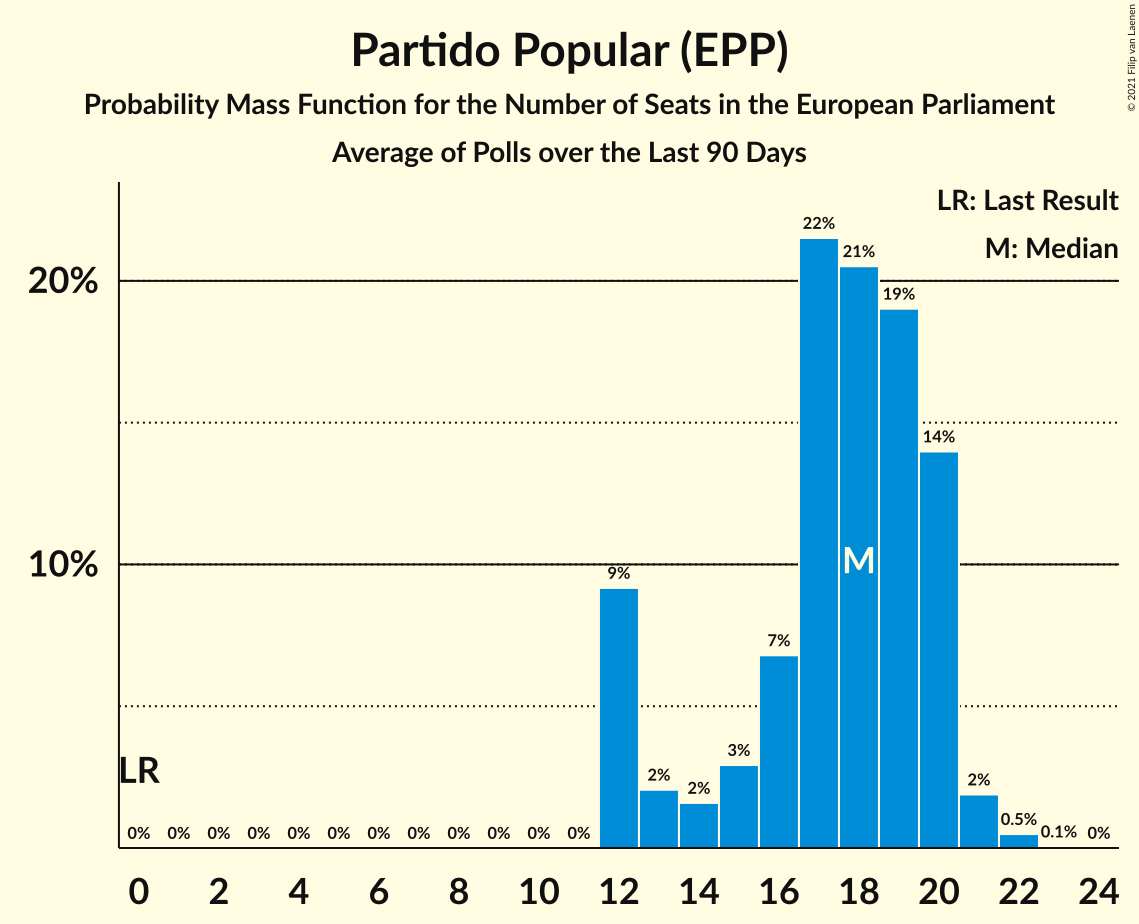 Partido Popular (EPP)
Probability Mass Function for the Number of Seats in the European Parliament
Average of Polls over the Last 90 Days
© 2021 Filip van Laenen
LR: Last Result
M: Median
20%
10%
22%
21%
19%
14%
9%
7%
3%
2%
2%
2%
0.5%
0.1%
0%
M
LR
0% 0% 0% 0% 0% 0% 0% 0% 0% 0% 0% 0%
0 2 4 6 8 10 12 14 16 18 20 22 24